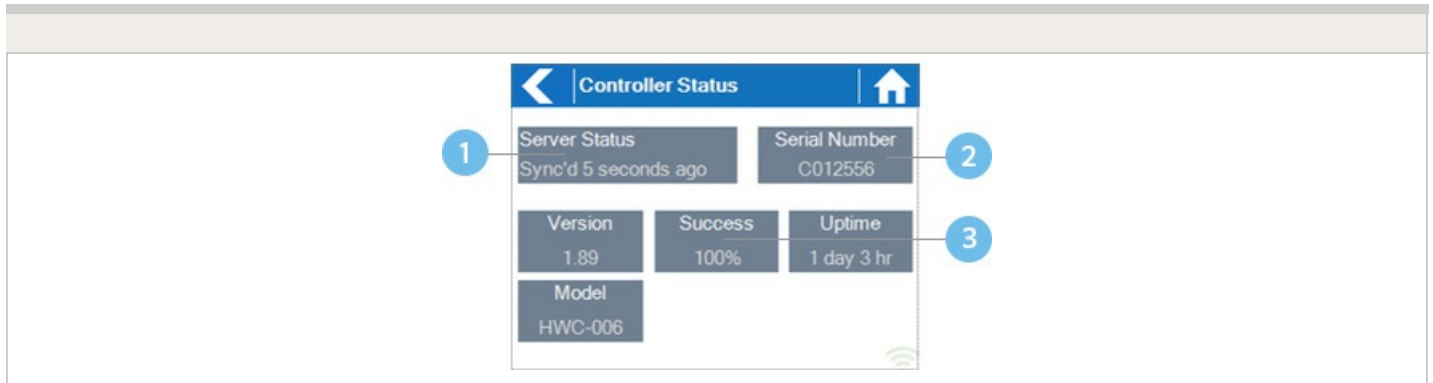 Controller Status
1
Server Status
Sync'd 5 seconds ago
Serial Number
C012556
2
Version
1.89
Success
100%
Uptime
1 day 3 hr
3
Model
HWC-006